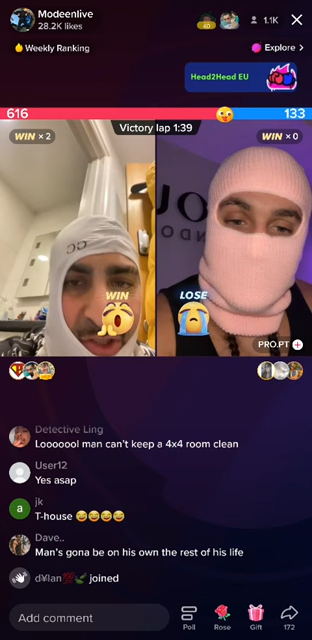 Modeenlive
28.2K likes
4D
1.1K
Weekly Ranking
Explore >
Head2Head EU
616
133
WIN × 2
Victory lap 1:39
WIN × 0
WIN
LOSE
PRO.PT
Detective Ling
Looooool man can't keep a 4x4 room clean
User12
Yes asap
a
jk
T-house 😂😂😂😂
Dave..
Man's gona be on his own the rest of his life
d¥lan💯🌿 joined
Add comment
Poll
Rose
Gift
172